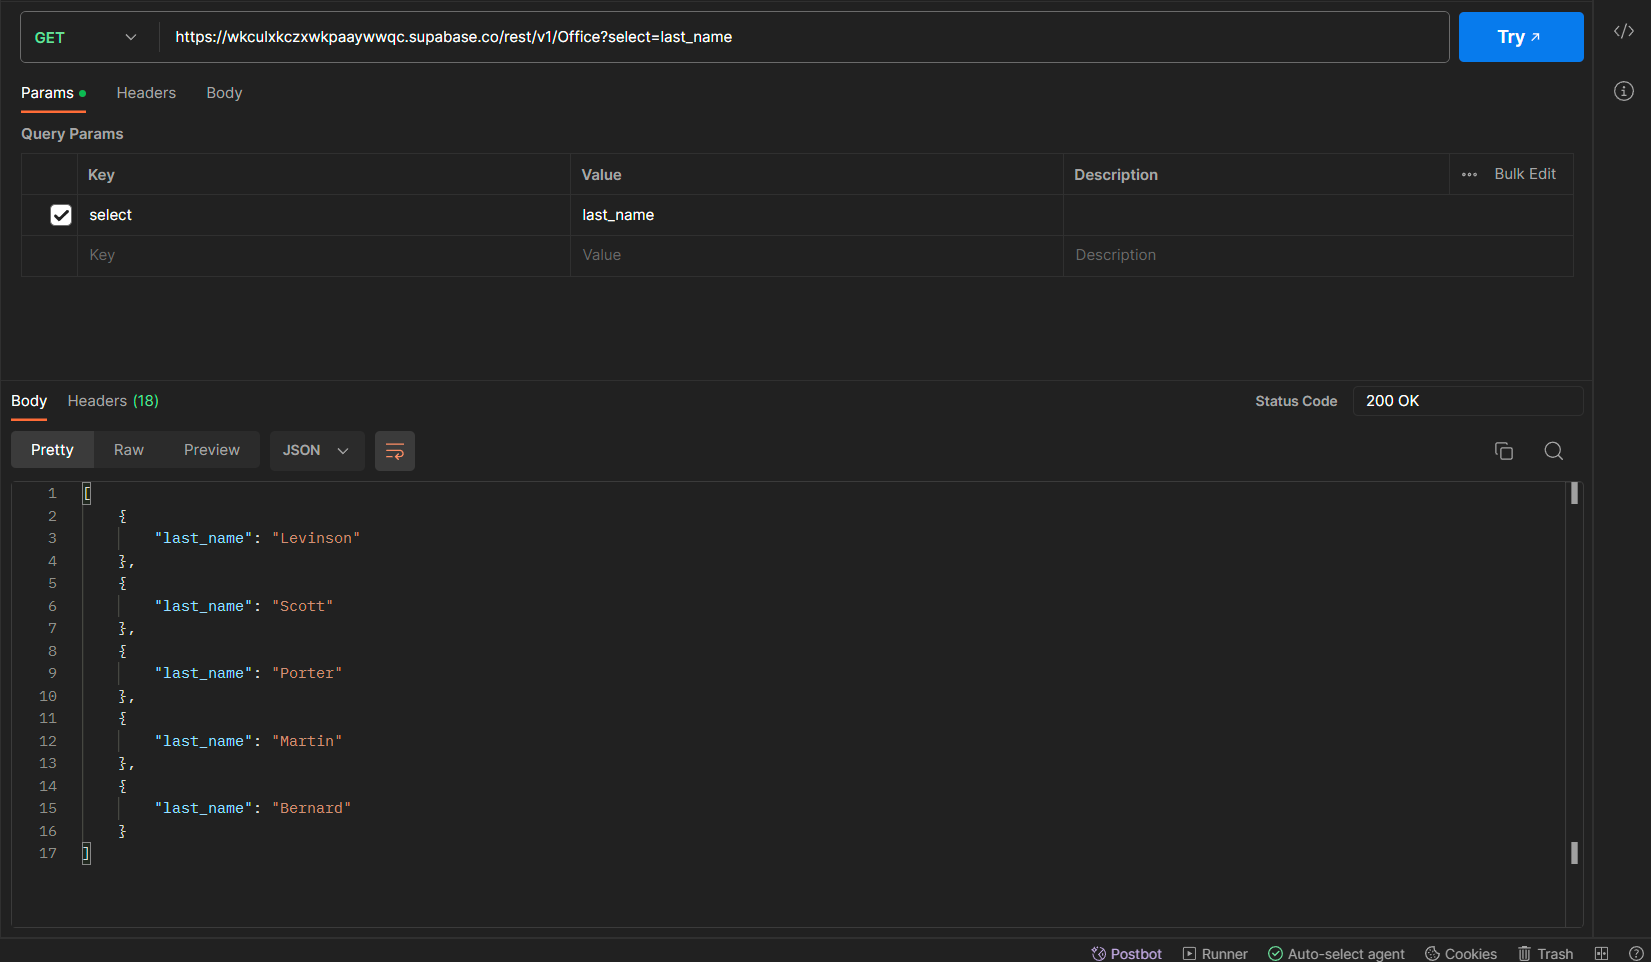 GET https://wkculxkczxwkpaaywwqc.supabase.co/rest/v1/Office?select=last_name Try ↗ </>
Params Headers Body
Query Params
Key Value Description ••• Bulk Edit
select last_name
Key Value Description
Body Headers (18) Status Code 200 OK
Pretty Raw Preview JSON
1 [
2 {
3 "last_name": "Levinson"
4 },
5 {
6 "last_name": "Scott"
7 },
8 {
9 "last_name": "Porter"
10 },
11 {
12 "last_name": "Martin"
13 },
14 {
15 "last_name": "Bernard"
16 }
17 ]
Postbot Runner Auto-select agent Cookies Trash